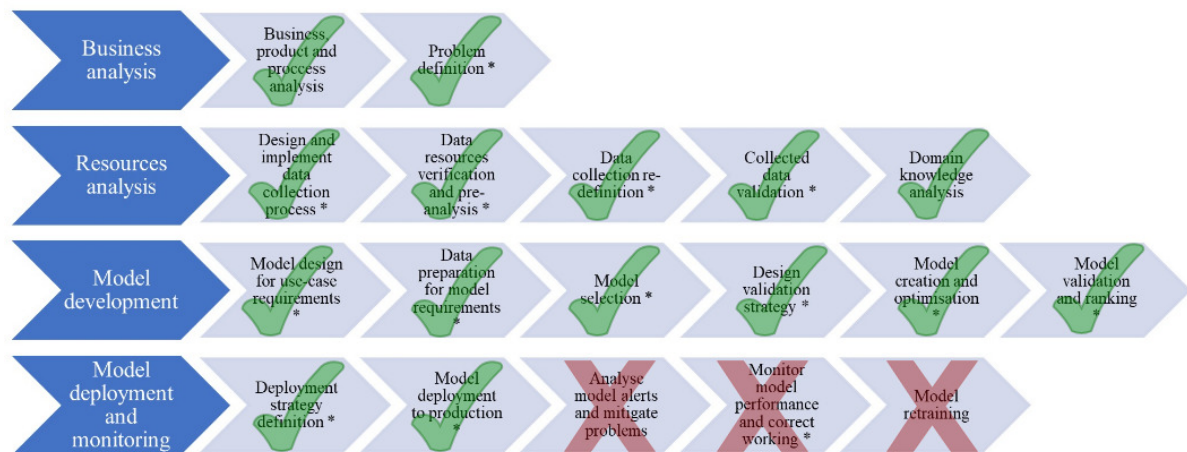 Business
analysis
Business,
product and
proccess
analysis
Problem
definition *
Resources
analysis
Design and
implement
data
collection
process *
Data
resources
verification
and pre-
analysis *
Data
collection re-
definition *
Collected
data
validation *
Domain
knowledge
analysis
Model
development
Model design
for use-case
requirements
*
Data
preparation
for model
requirements
*
Model
selection *
Design
validation
strategy *
Model
creation and
optimisation
*
Model
validation
and ranking
*
Model
deployment
and
monitoring
Deployment
strategy
definition *
Model
deployment
to production
*
Analyse
model alerts
and mitigate
problems
Monitor
model
performance
and correct
working *
Model
retraining